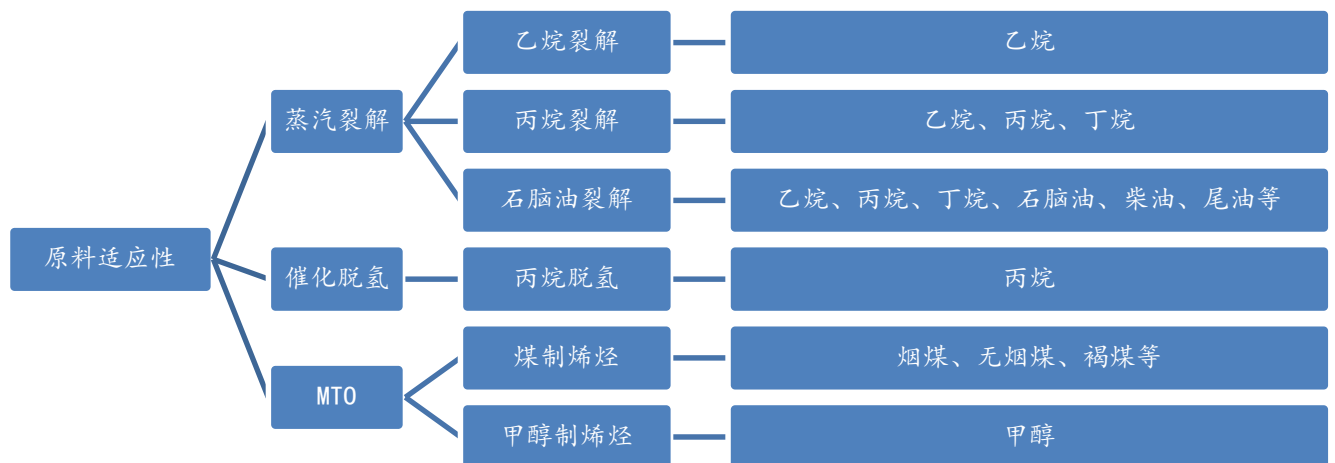 原料适应性
蒸汽裂解
乙烷裂解
乙烷
丙烷裂解
乙烷、丙烷、丁烷
石脑油裂解
乙烷、丙烷、丁烷、石脑油、柴油、尾油等
催化脱氢
丙烷脱氢
丙烷
MTO
煤制烯烃
烟煤、无烟煤、褐煤等
甲醇制烯烃
甲醇